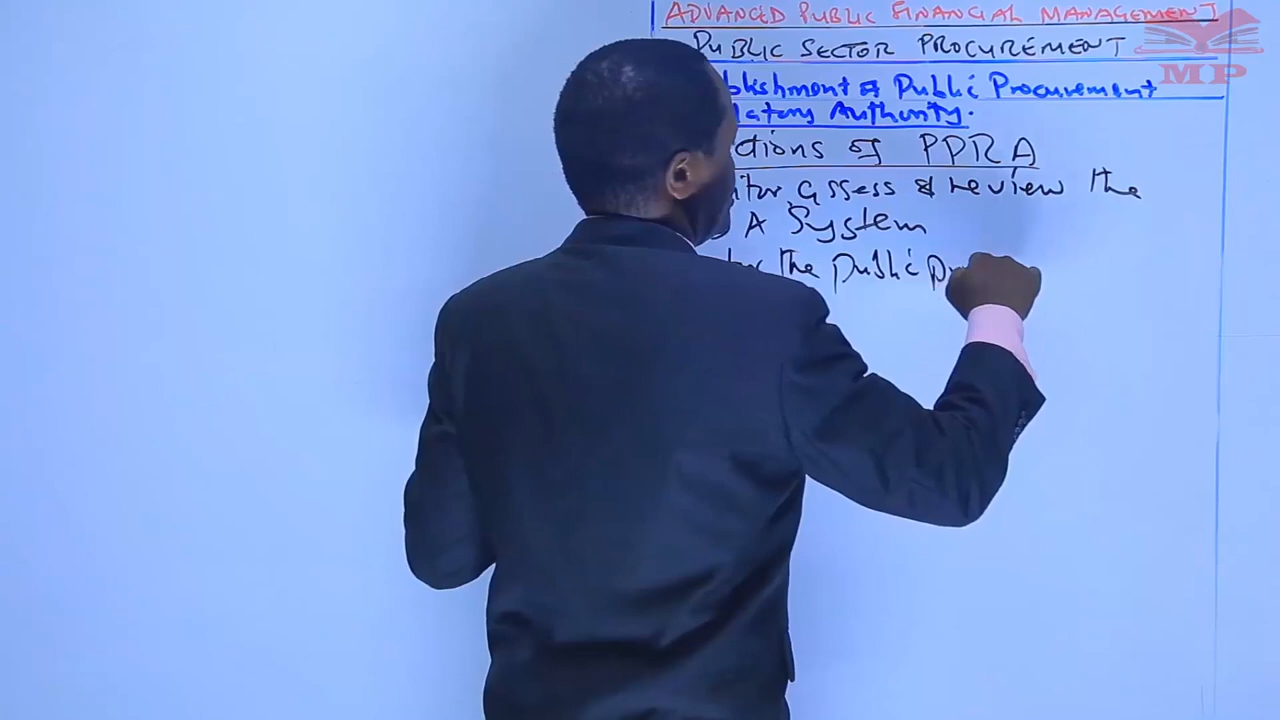 ADVANCED PUBLIC FINANCIAL MANAGEMENT
PUBLIC SECTOR PROCUREMENT
blishment of Public Procurement
latory Authority.
ctions of PPRA
itor, assess & review the
A System
the public
MP